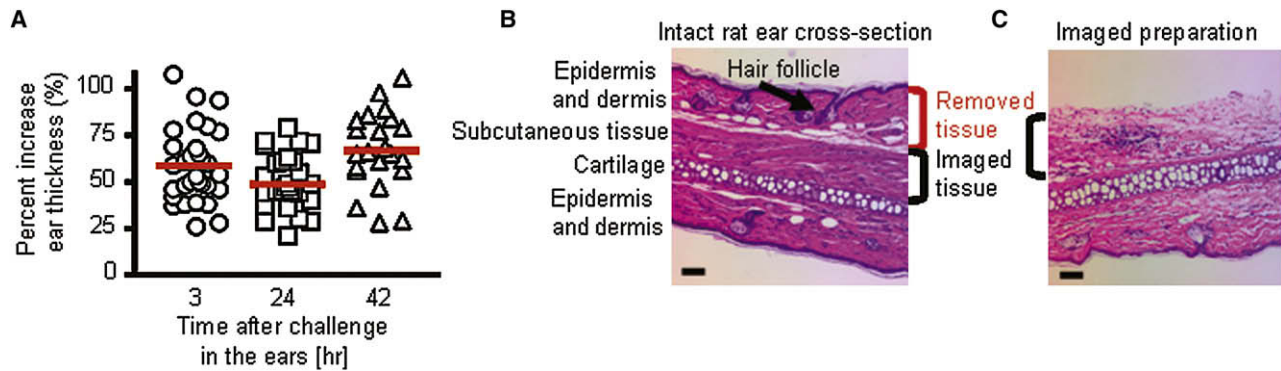 A
Percent increase
ear thickness (%)
100
75
50
25
0
3 24 42
Time after challenge
in the ears [hr]
B
Intact rat ear cross-section
Hair follicle
Epidermis
and dermis
Subcutaneous tissue
Cartilage
Epidermis
and dermis
Removed
tissue
Imaged
tissue
C
Imaged preparation